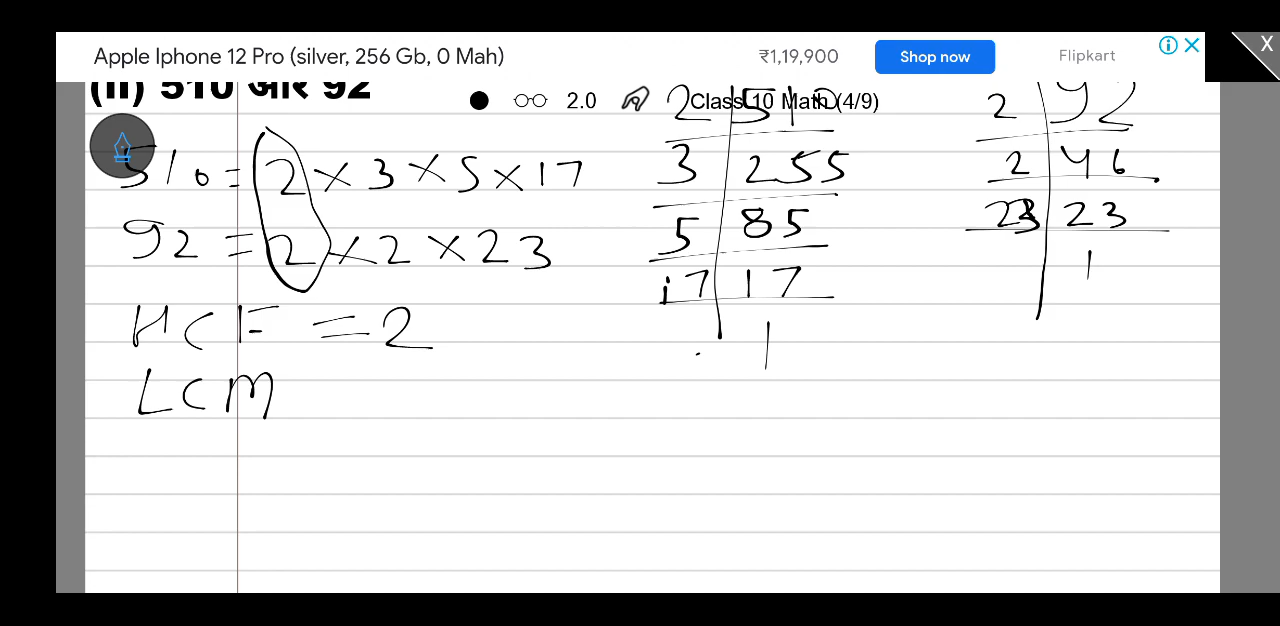 Apple Iphone 12 Pro (silver, 256 Gb, 0 Mah) ₹1,19,900 Shop now Flipkart X
(ii) 510 और 92
2.0 Class 10 Math (4/9)
510 = 2 × 3 × 5 × 17
92 = 2 × 2 × 23
HCF = 2
LCM
2 510
3 255
5 85
17 17
1
2 92
2 46
23 23
1